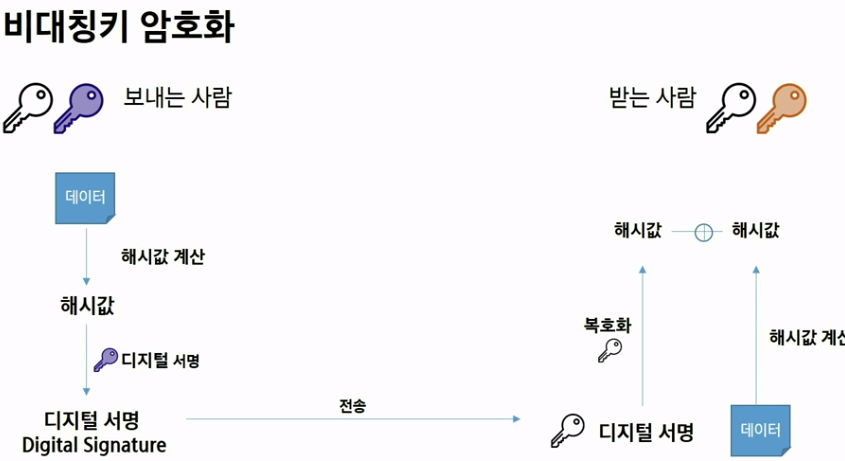 비대칭키 암호화
보내는 사람
받는 사람
데이터
해시값 계산
해시값
디지털 서명
디지털 서명
Digital Signature
전송
해시값
해시값
복호화
해시값 계산
디지털 서명
데이터